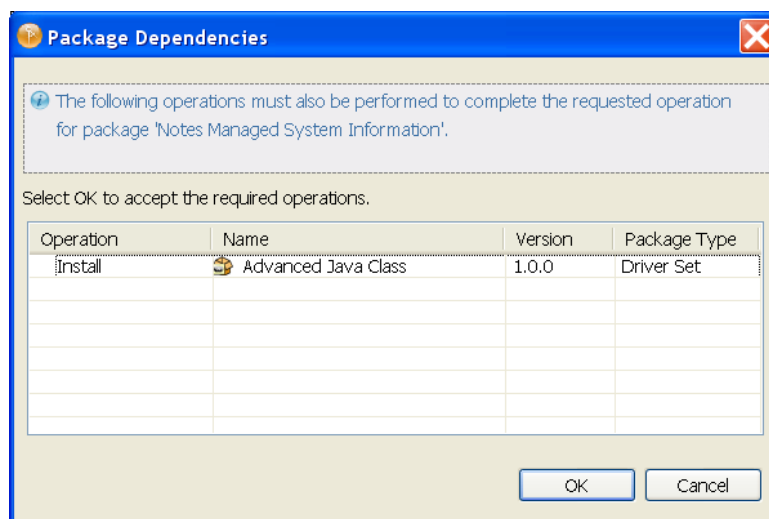 Package Dependencies
The following operations must also be performed to complete the requested operation
for package 'Notes Managed System Information'.
Select OK to accept the required operations.
Operation Name Version Package Type
Install Advanced Java Class 1.0.0 Driver Set
OK Cancel